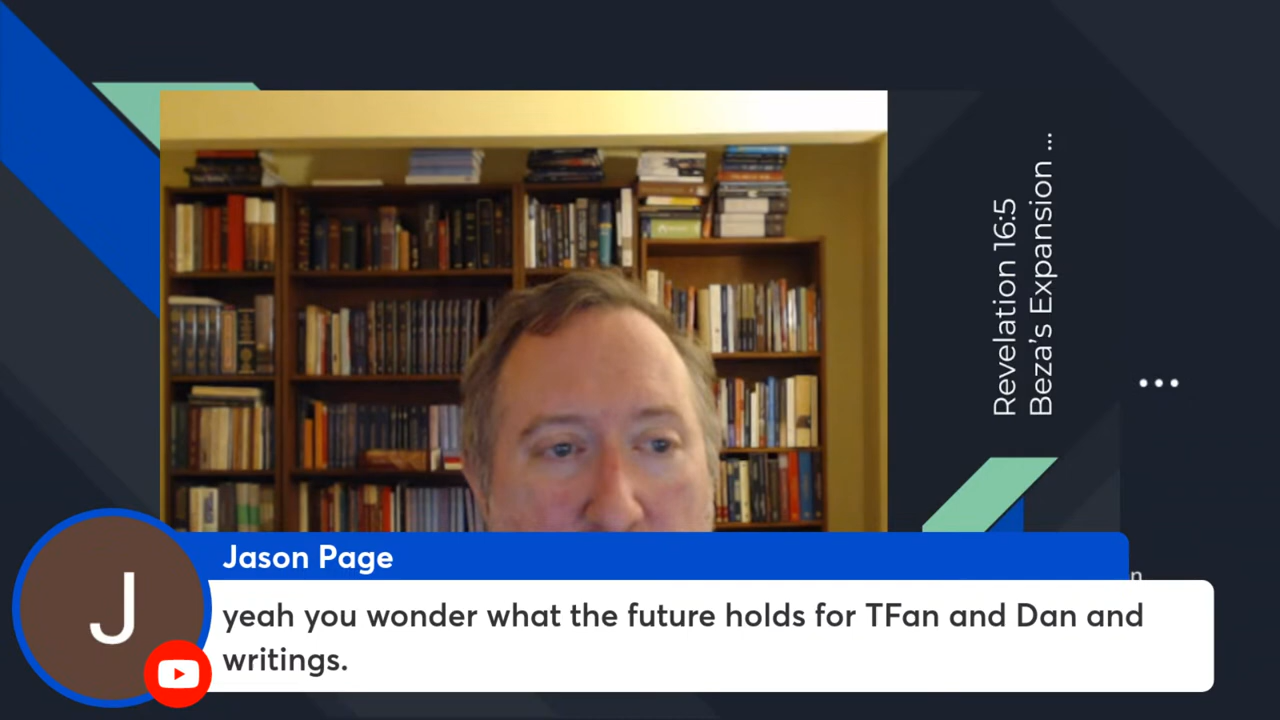 Revelation 16:5
Beza's Expansion ...
Jason Page
n
J
yeah you wonder what the future holds for TFan and Dan and
writings.